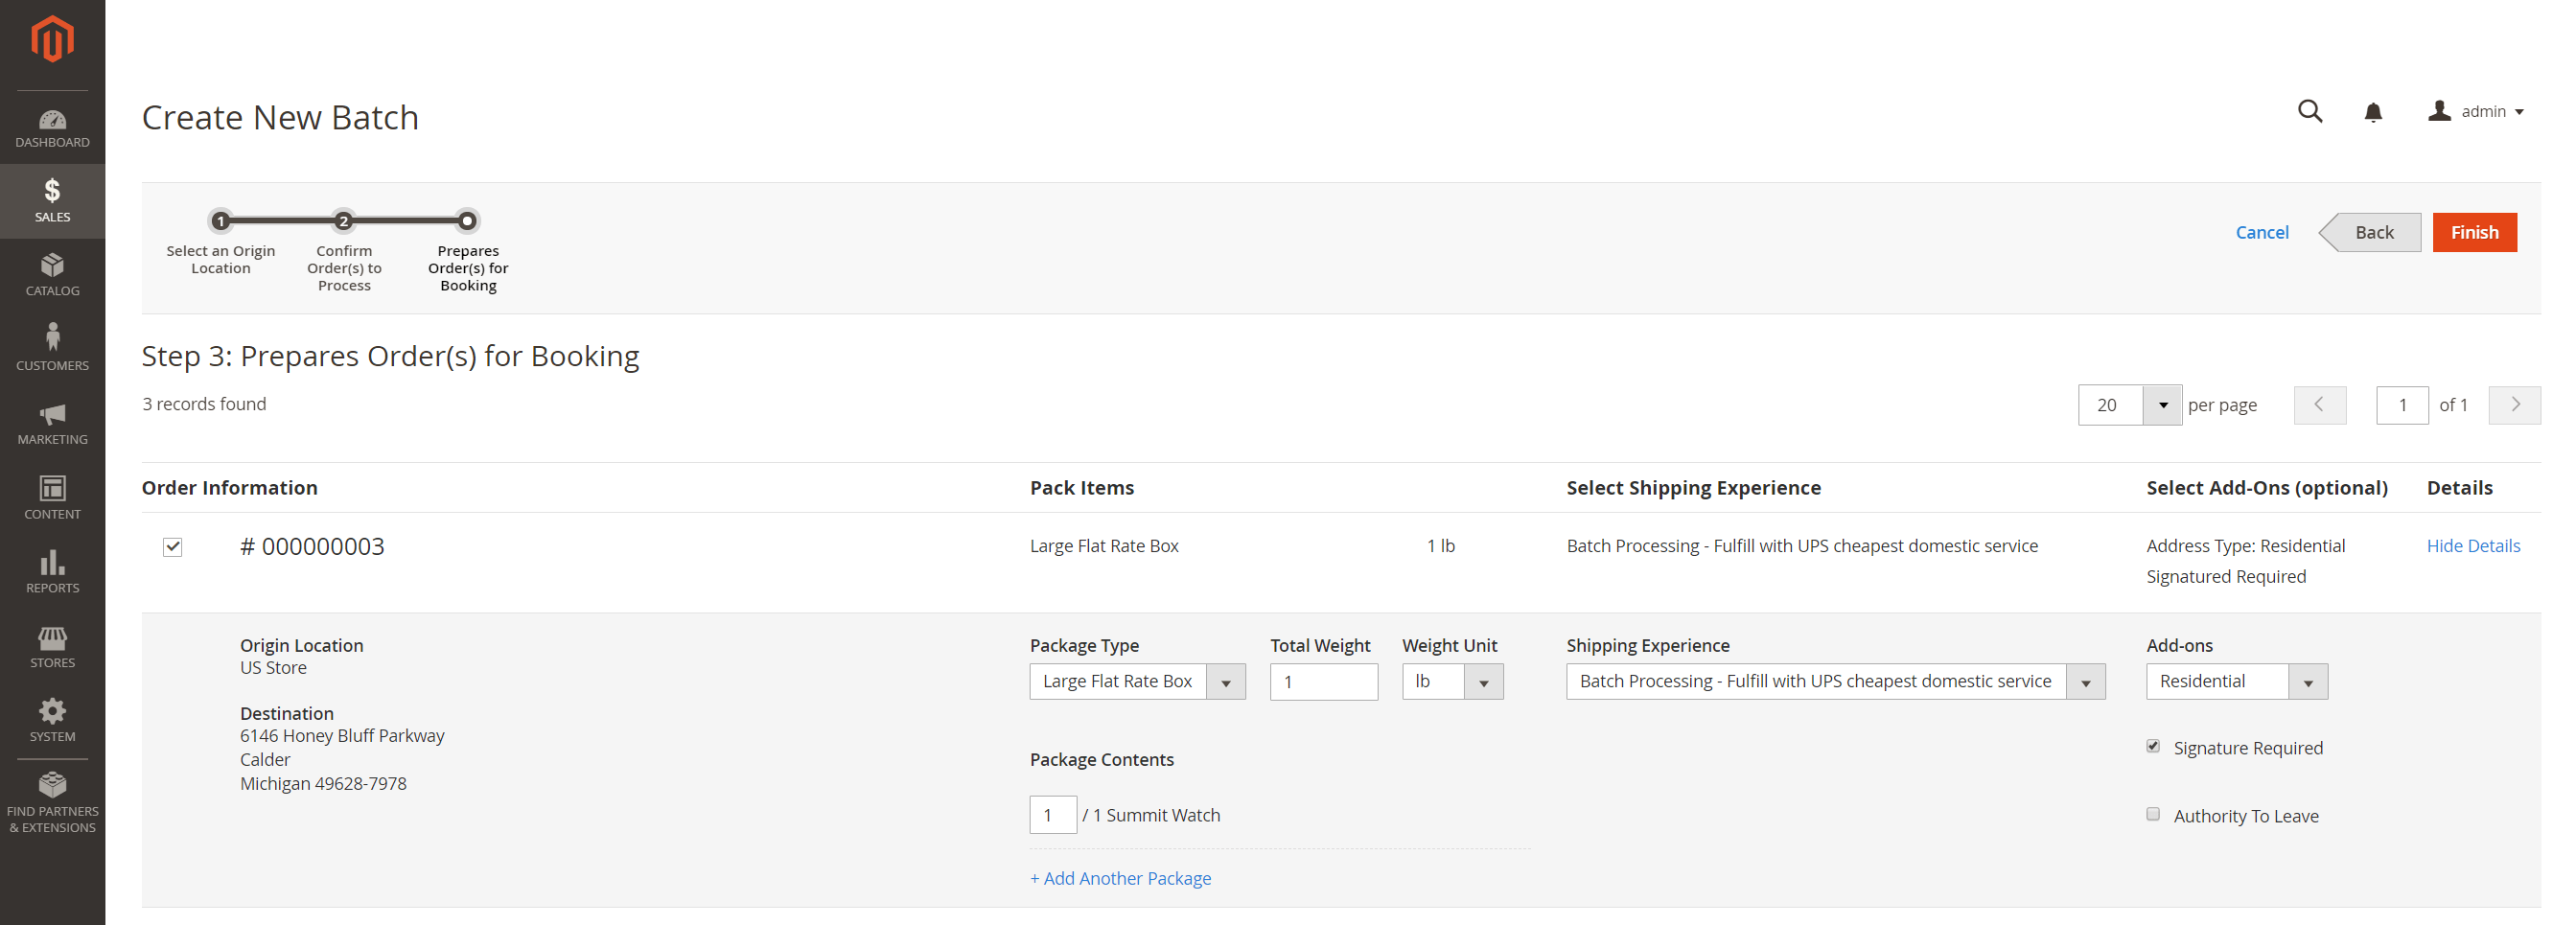 Create New Batch
admin
DASHBOARD
SALES
CATALOG
CUSTOMERS
MARKETING
CONTENT
REPORTS
STORES
SYSTEM
FIND PARTNERS
& EXTENSIONS
1
2
Select an Origin
Location
Confirm
Order(s) to
Process
Prepares
Order(s) for
Booking
Cancel
Back
Finish
Step 3: Prepares Order(s) for Booking
3 records found
20 per page
1 of 1
Order Information Pack Items Select Shipping Experience Select Add-Ons (optional) Details
# 000000003 Large Flat Rate Box 1 lb Batch Processing - Fulfill with UPS cheapest domestic service Address Type: Residential Hide Details
Signatured Required
Origin Location
US Store
Destination
6146 Honey Bluff Parkway
Calder
Michigan 49628-7978
Package Type Total Weight Weight Unit
Large Flat Rate Box 1 lb
Package Contents
1 / 1 Summit Watch
+ Add Another Package
Shipping Experience
Batch Processing - Fulfill with UPS cheapest domestic service
Add-ons
Residential
Signature Required
Authority To Leave